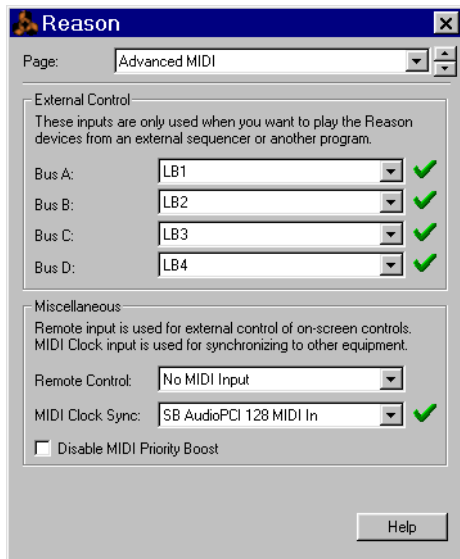 Reason
Page: Advanced MIDI
External Control
These inputs are only used when you want to play the Reason
devices from an external sequencer or another program.
Bus A: LB1
Bus B: LB2
Bus C: LB3
Bus D: LB4
Miscellaneous
Remote input is used for external control of on-screen controls.
MIDI Clock input is used for synchronizing to other equipment.
Remote Control: No MIDI Input
MIDI Clock Sync: SB AudioPCI 128 MIDI In
Disable MIDI Priority Boost
Help